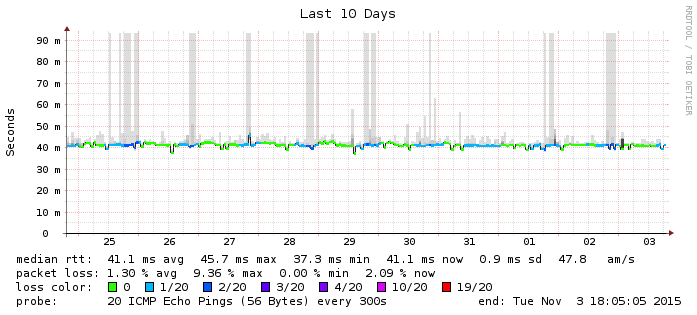 Last 10 Days
RRDTOOL / TOBI OETIKER
Seconds
90 m
80 m
70 m
60 m
50 m
40 m
30 m
20 m
10 m
0
25 26 27 28 29 30 31 01 02 03
median rtt: 41.1 ms avg 45.7 ms max 37.3 ms min 41.1 ms now 0.9 ms sd 47.8 am/s
packet loss: 1.30 % avg 9.36 % max 0.00 % min 2.09 % now
loss color: 0 1/20 2/20 3/20 4/20 10/20 19/20
probe: 20 ICMP Echo Pings (56 Bytes) every 300s end: Tue Nov 3 18:05:05 2015